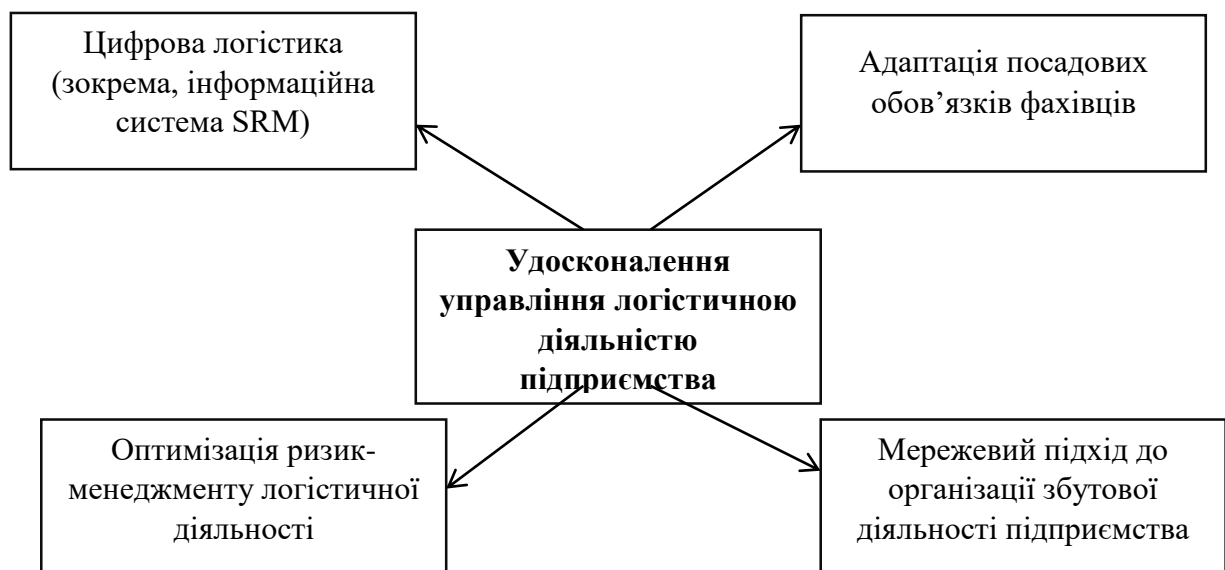 Цифрова логістика
(зокрема, інформаційна
система SRM)
Адаптація посадових
обов’язків фахівців
Удосконалення
управління логістичною
діяльністю
підприємства
Оптимізація ризик-
менеджменту логістичної
діяльності
Мережевий підхід до
організації збутової
діяльності підприємства